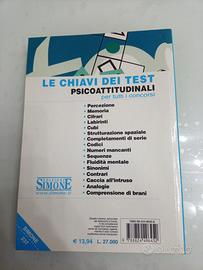 LE CHIAVI DEI TEST
PSICOATTITUDINALI
per tutti i concorsi
• Percezione
• Memoria
• Cifrari
• Labirinti
• Cubi
• Strutturazione spaziale
• Completamenti di serie
• Codici
• Numeri mancanti
• Sequenze
• Fluidità mentale
• Sinonimi
• Contrari
• Caccia all'intruso
• Analogie
• Comprensione di brani
SIMONE
€ 13,94 L. 27.000
subito